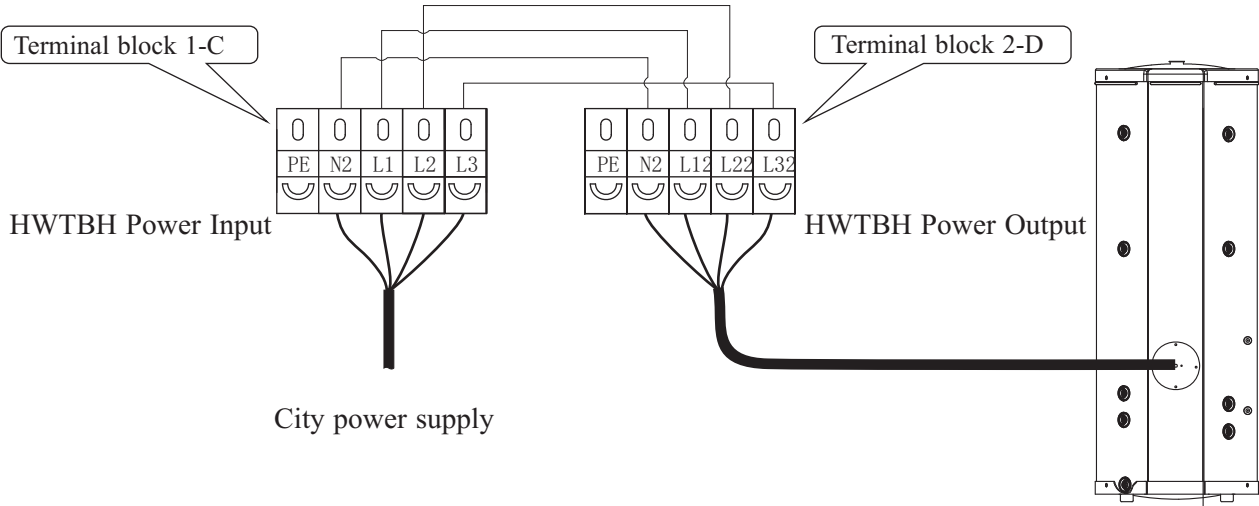 Terminal block 1-C
Terminal block 2-D
PE N2 L1 L2 L3
PE N2 L12 L22 L32
HWTBH Power Input
HWTBH Power Output
City power supply